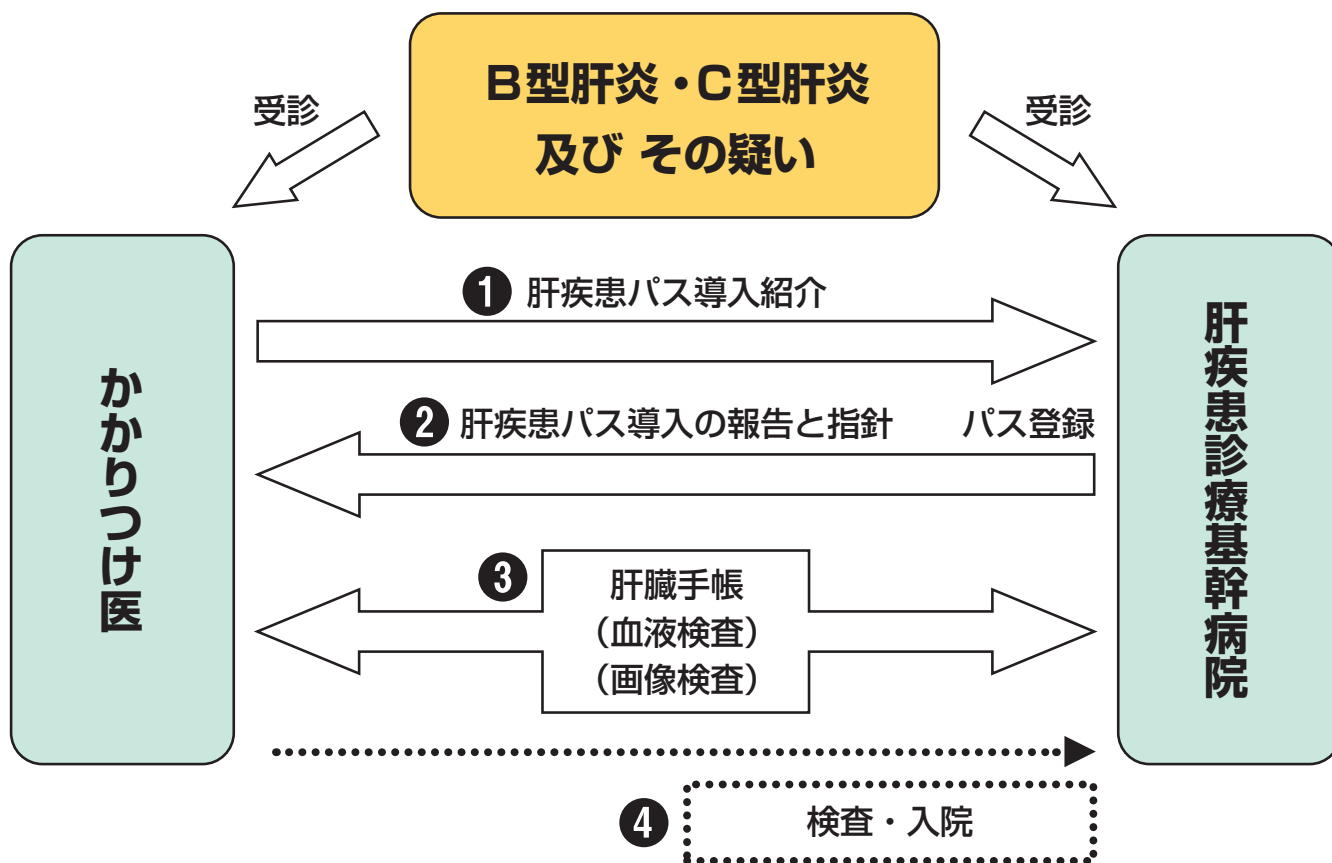 B型肝炎・C型肝炎
及び その疑い
受診
受診
かかりつけ医
肝疾患診療基幹病院
❶ 肝疾患パス導入紹介
❷ 肝疾患パス導入の報告と指針 パス登録
❸ 肝臓手帳
（血液検査）
（画像検査）
❹ 検査・入院